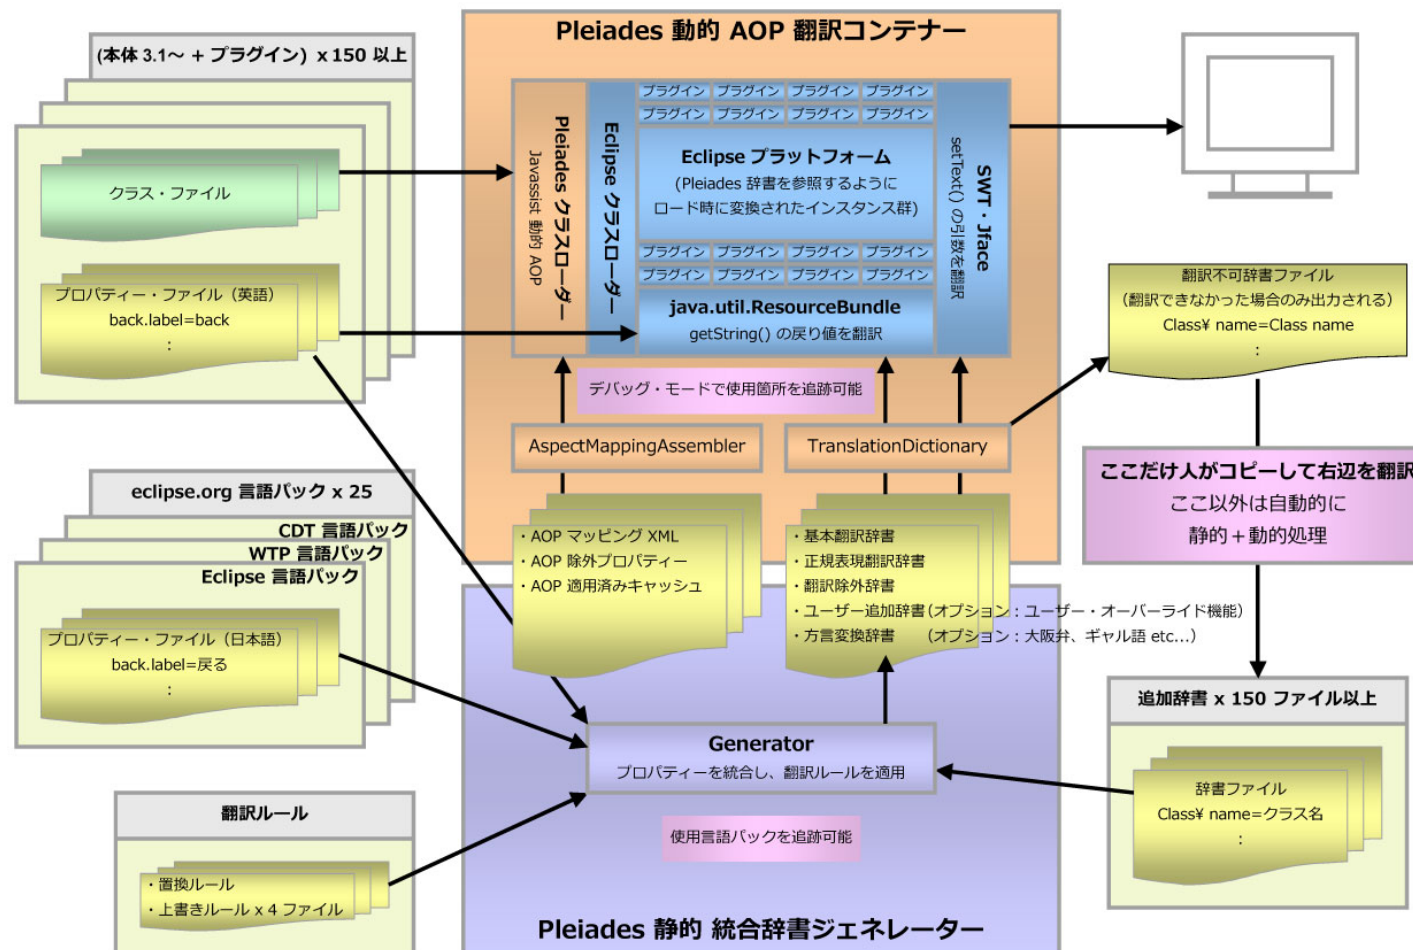 Pleiades 動的 AOP 翻訳コンテナー
(本体 3.1～ + プラグイン) x 150 以上
クラス・ファイル
プロパティー・ファイル（英語）
back.label=back
:
Pleiades クラスローダー
Javassist 動的 AOP
Eclipse クラスローダー
プラグイン プラグイン プラグイン プラグイン
プラグイン プラグイン プラグイン プラグイン
Eclipse プラットフォーム
(Pleiades 辞書を参照するように
ロード時に変換されたインスタンス群)
プラグイン プラグイン プラグイン プラグイン
プラグイン プラグイン プラグイン プラグイン
java.util.ResourceBundle
getString() の戻り値を翻訳
SWT・Jface
setText() の引数を翻訳
翻訳不可辞書ファイル
（翻訳できなかった場合のみ出力される）
Class¥ name=Class name
:
デバッグ・モードで使用箇所を追跡可能
AspectMappingAssembler
TranslationDictionary
ここだけ人がコピーして右辺を翻訳
ここ以外は自動的に
静的＋動的処理
eclipse.org 言語パック x 25
CDT 言語パック
WTP 言語パック
Eclipse 言語パック
プロパティー・ファイル（日本語）
back.label=戻る
:
・AOP マッピング XML
・AOP 除外プロパティー
・AOP 適用済みキャッシュ
・基本翻訳辞書
・正規表現翻訳辞書
・翻訳除外辞書
・ユーザー追加辞書（オプション：ユーザー・オーバーライド機能）
・方言変換辞書　　（オプション：大阪弁、ギャル語 etc...）
追加辞書 x 150 ファイル以上
辞書ファイル
Class¥ name=クラス名
:
Generator
プロパティーを統合し、翻訳ルールを適用
使用言語パックを追跡可能
翻訳ルール
・置換ルール
・上書きルール x 4 ファイル
Pleiades 静的 統合辞書ジェネレーター